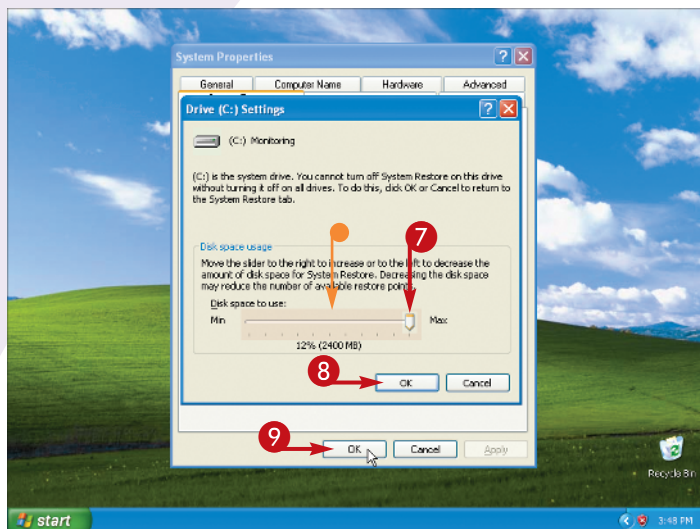 System Properties
General Computer Name Hardware Advanced
Drive (C:) Settings
(C:) Monitoring
(C:) is the system drive. You cannot turn off System Restore on this drive
without turning it off on all drives. To do this, click OK or Cancel to return to
the System Restore tab.
Disk space usage
Move the slider to the right to increase or to the left to decrease the
amount of disk space for System Restore. Decreasing the disk space
may reduce the number of available restore points.
7
Disk space to use:
Min Max
12% (2400 MB)
8
OK Cancel
9
OK Cancel Apply
Recycle Bin
start
3:48 PM